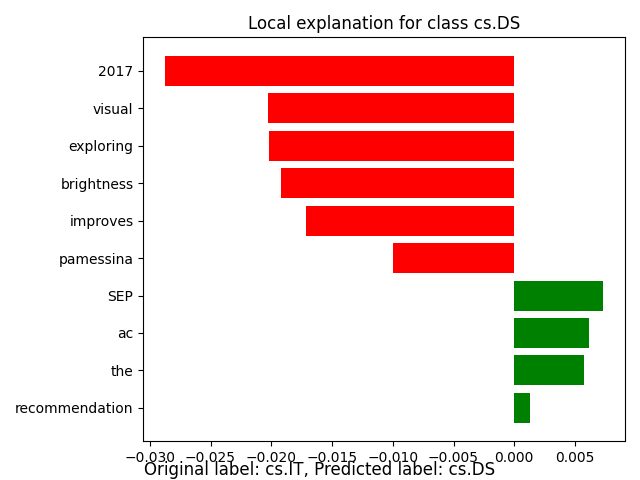 Local explanation for class cs.DS
2017
visual
exploring
brightness
improves
pamessina
SEP
ac
the
recommendation
−0.030 −0.025 −0.020 −0.015 −0.010 −0.005 0.000 0.005
Original label: cs.IT, Predicted label: cs.DS